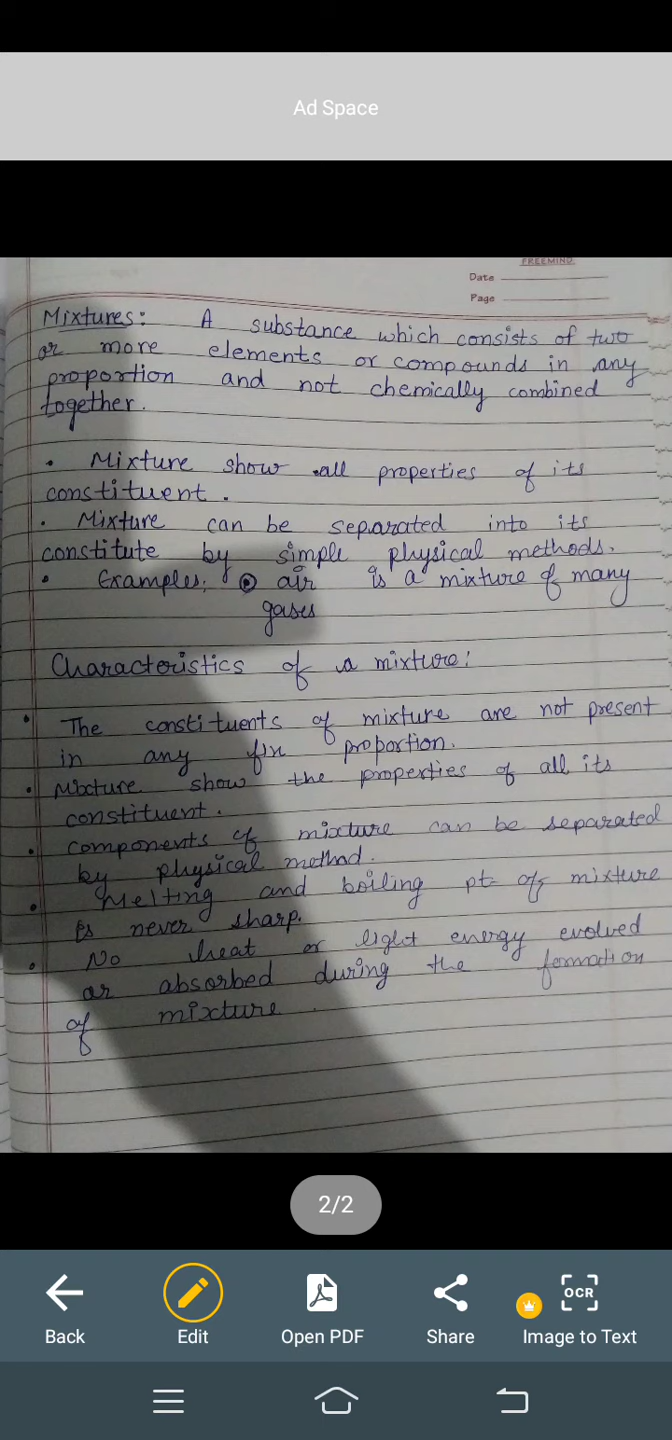 Ad Space
FREEMIND
Date
Page
Mixtures: A substance which consists of two
or more elements or compounds in any
proportion and not chemically combined
together.
• Mixture show all properties of its
constituent.
• Mixture can be separated into its
constitute by simple physical methods.
• Examples: air is a mixture of many
gases
Characteristics of a mixture:
• The constituents of mixture are not present
in any fix proportion.
• Mixture show the properties of all its
constituent.
• Components of mixture can be separated
by physical method.
• Melting and boiling pt of mixture
is never sharp.
• No heat or light energy evolved
or absorbed during the formation
of mixture.
2/2
Back
Edit
Open PDF
Share
OCR
Image to Text